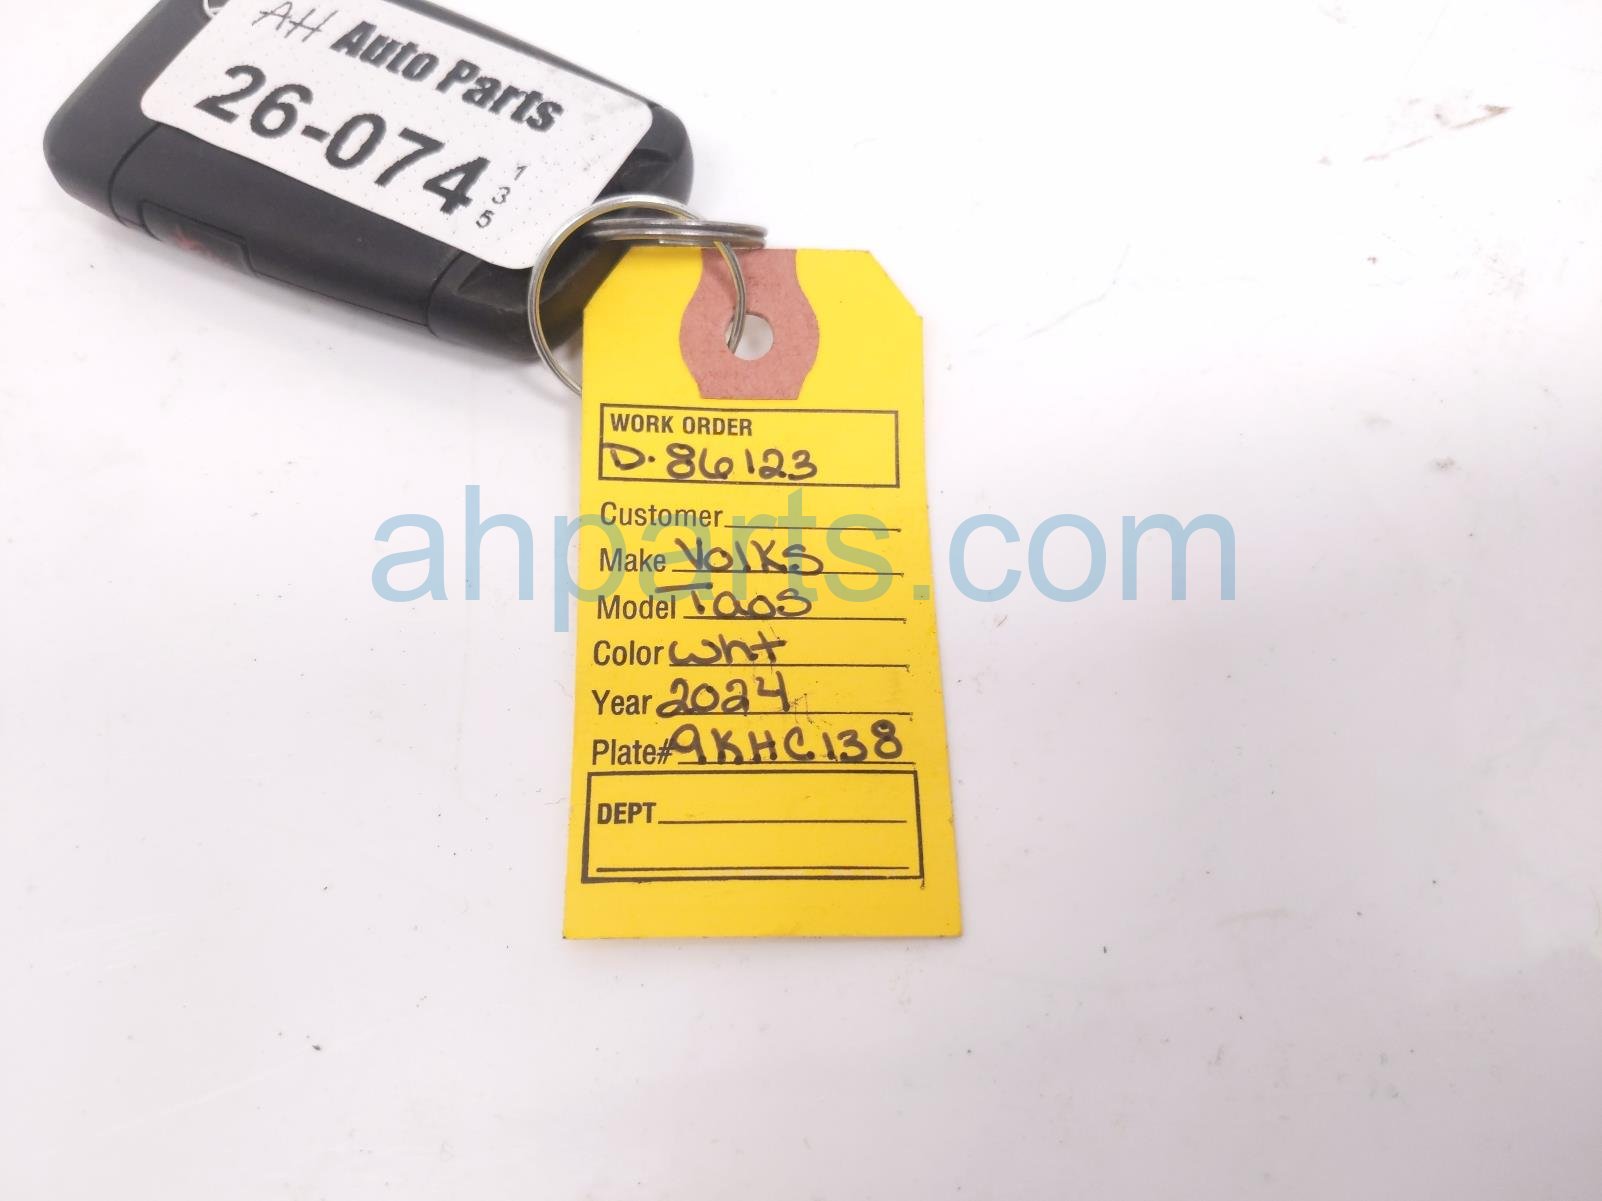 AH Auto Parts
26-074
1
3
5
WORK ORDER
D. 86123
Customer
Make Volks
Model Taos
Color Wht
Year 2024
Plate# 9KHC138
DEPT
ahparts.com